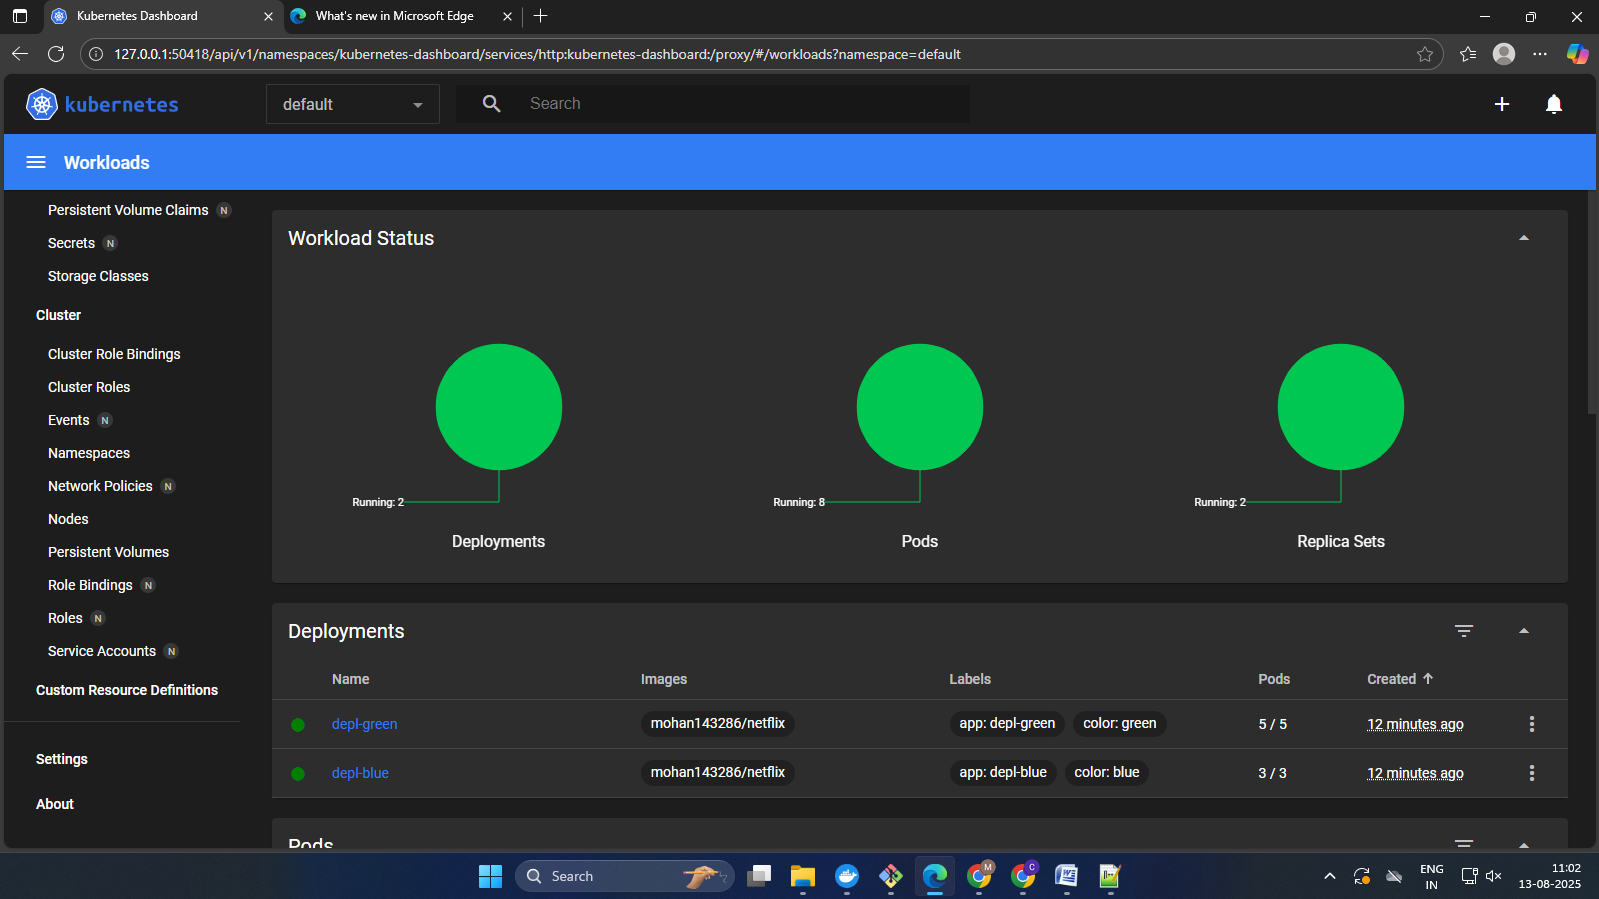 Kubernetes Dashboard
What's new in Microsoft Edge
127.0.0.1:50418/api/v1/namespaces/kubernetes-dashboard/services/http:kubernetes-dashboard:/proxy/#/workloads?namespace=default
kubernetes
default
Search
Workloads
Persistent Volume Claims N
Secrets N
Storage Classes
Cluster
Cluster Role Bindings
Cluster Roles
Events N
Namespaces
Network Policies N
Nodes
Persistent Volumes
Role Bindings N
Roles N
Service Accounts N
Custom Resource Definitions
Settings
About
Workload Status
Running: 2
Deployments
Running: 8
Pods
Running: 2
Replica Sets
Deployments
Name Images Labels Pods Created
depl-green mohan143286/netflix app: depl-green color: green 5 / 5 12 minutes ago
depl-blue mohan143286/netflix app: depl-blue color: blue 3 / 3 12 minutes ago
Pods
Search
M
C
ENG
IN
11:02
13-08-2025